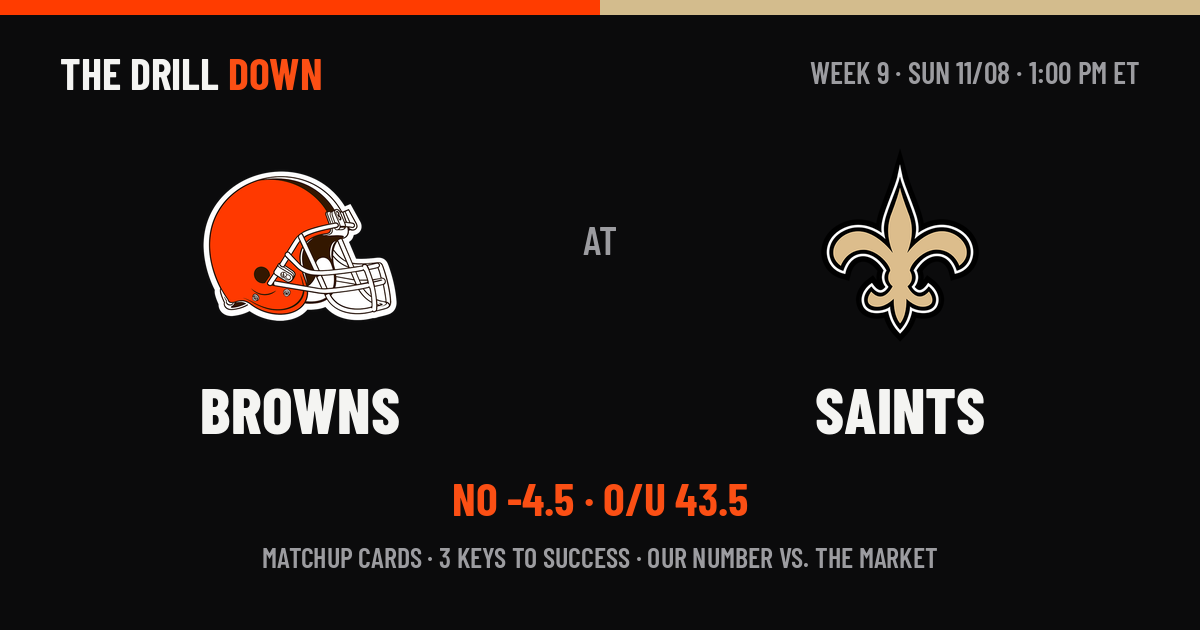 THE DRILL DOWN
WEEK 9 · SUN 11/08 · 1:00 PM ET
AT
BROWNS
SAINTS
NO -4.5 · O/U 43.5
MATCHUP CARDS · 3 KEYS TO SUCCESS · OUR NUMBER VS. THE MARKET